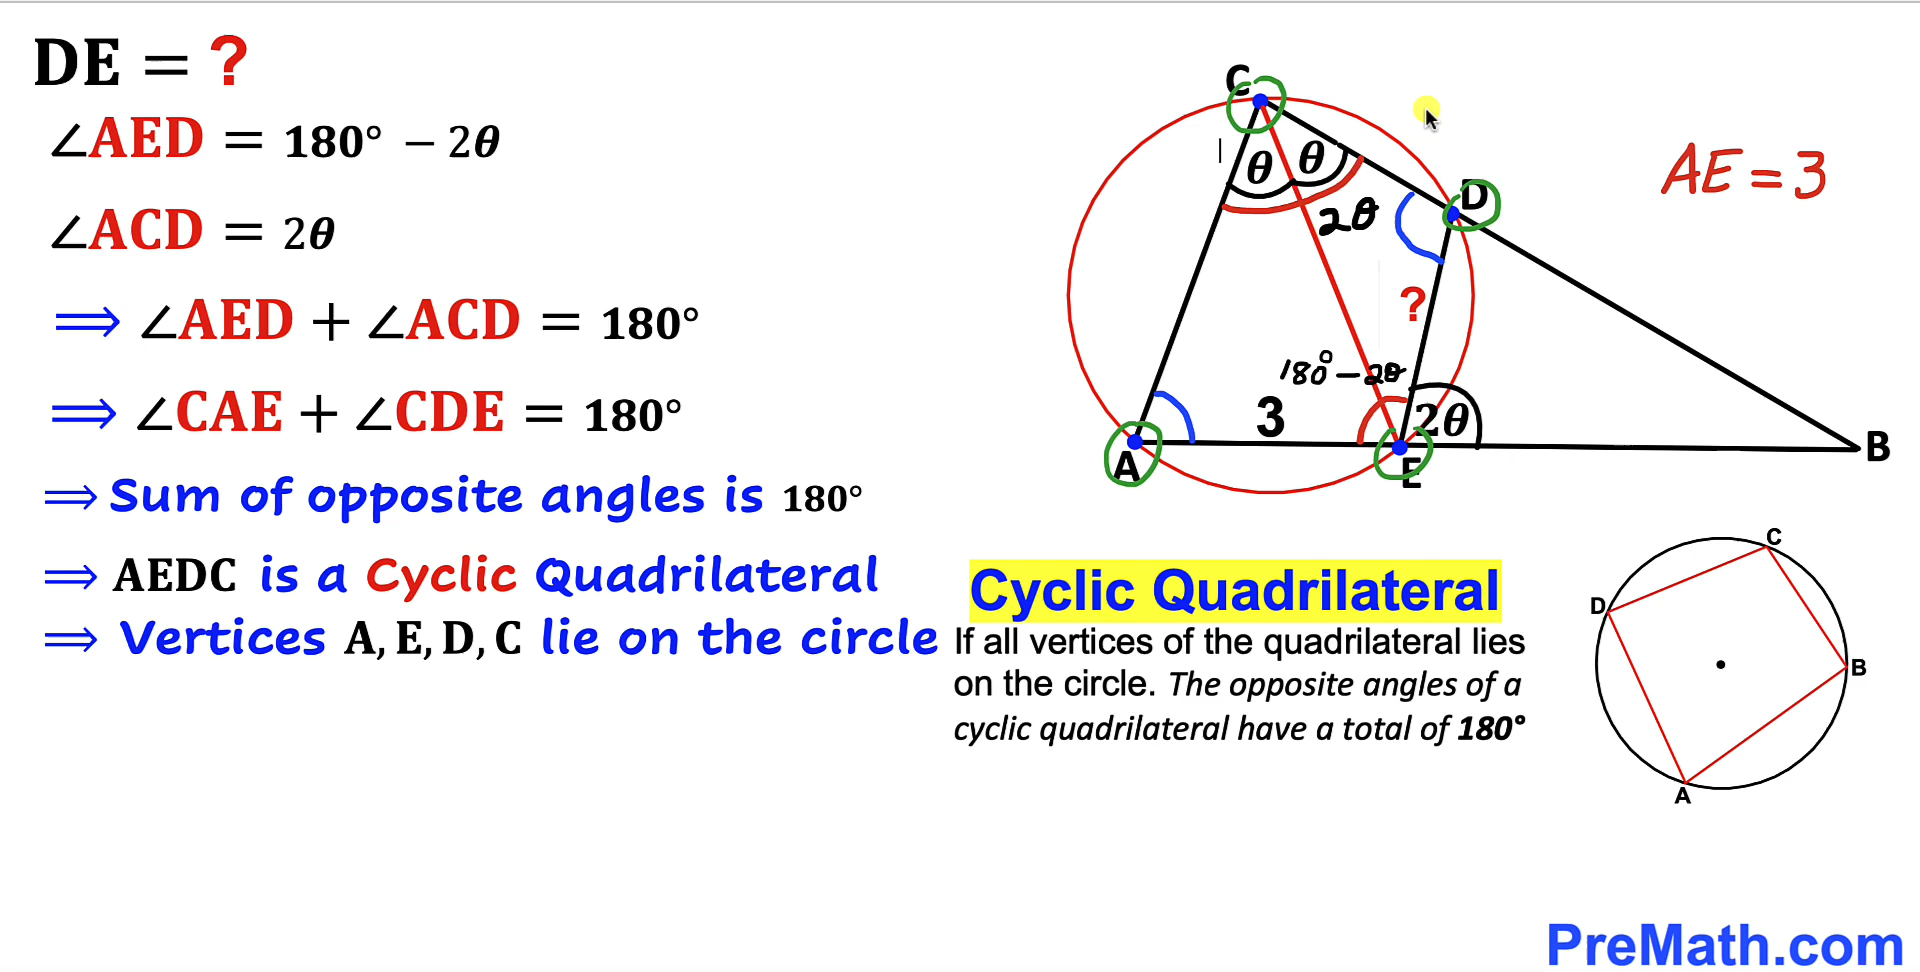 DE = ?
∠AED = 180° − 2θ
∠ACD = 2θ
⟹ ∠AED + ∠ACD = 180°
⟹ ∠CAE + ∠CDE = 180°
⟹ Sum of opposite angles is 180°
⟹ AEDC is a Cyclic Quadrilateral
⟹ Vertices A, E, D, C lie on the circle
C
θ θ
2θ
D
?
180° − 2θ
3
2θ
A
E
B
AE = 3
Cyclic Quadrilateral
If all vertices of the quadrilateral lies
on the circle. The opposite angles of a
cyclic quadrilateral have a total of 180°
C
D
B
A
PreMath.com